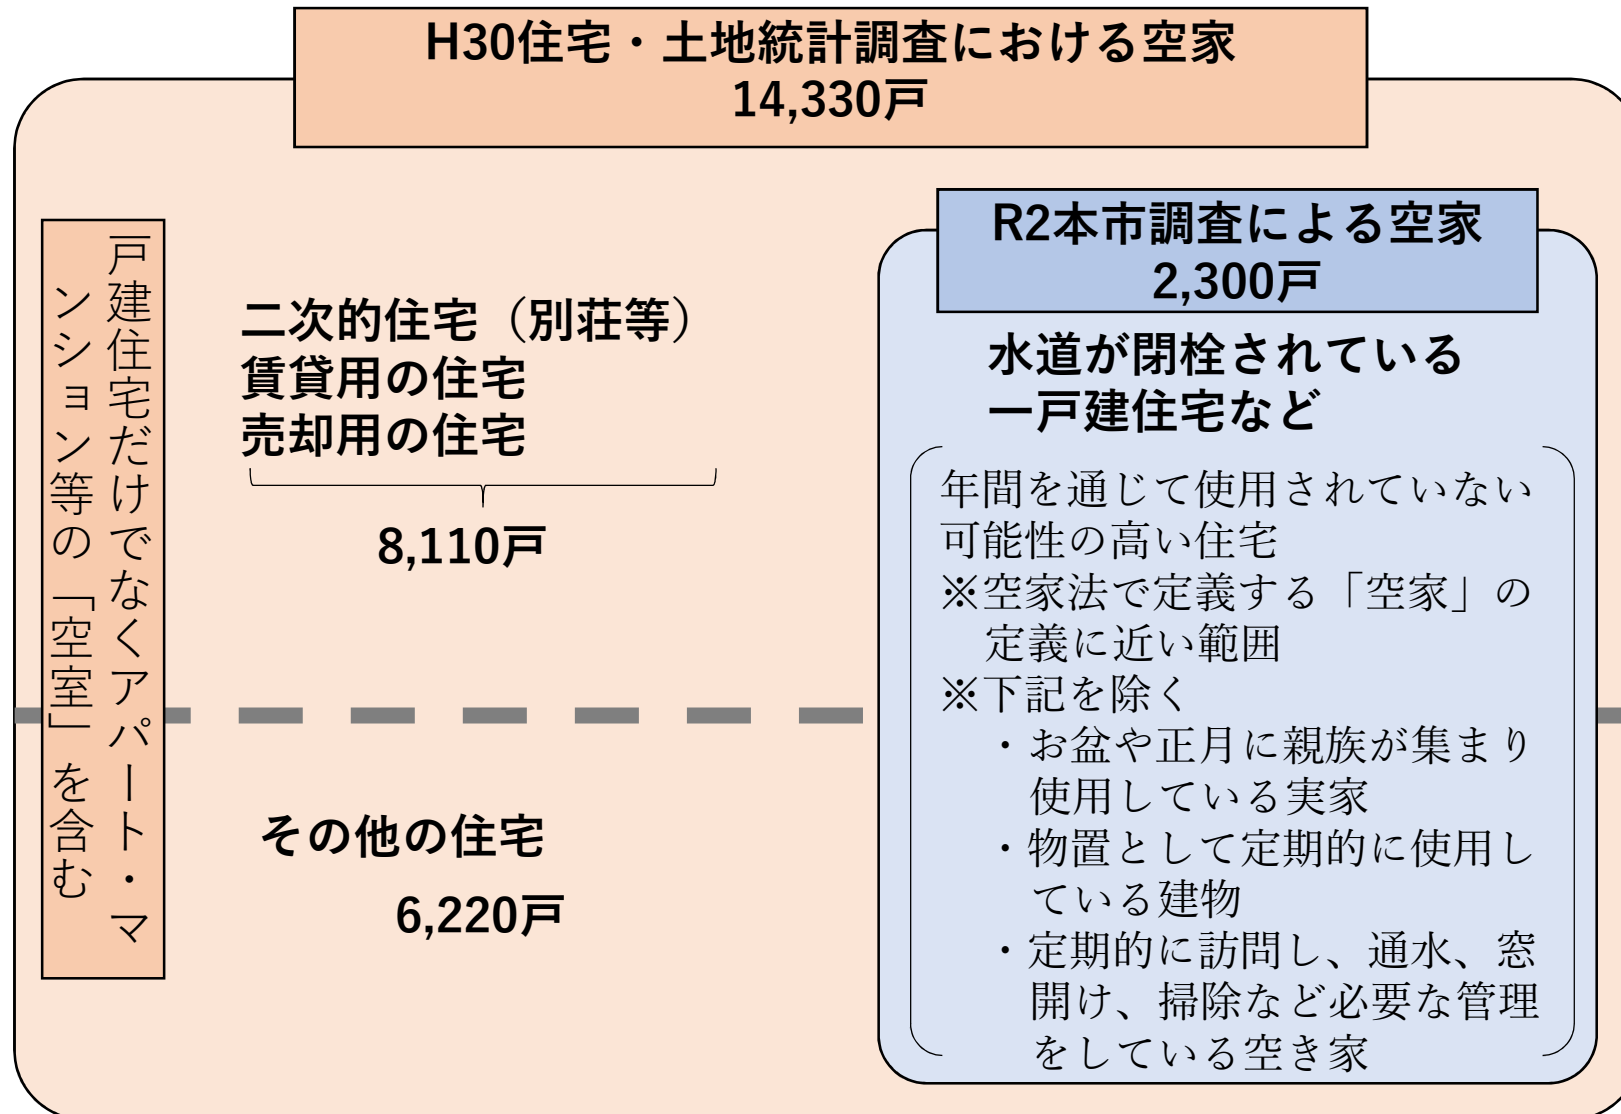 H30住宅・土地統計調査における空家
14,330戸
戸建住宅だけでなくアパート・マ
ンション等の「空室」を含む
二次的住宅（別荘等）
賃貸用の住宅
売却用の住宅
8,110戸
その他の住宅
6,220戸
R2本市調査による空家
2,300戸
水道が閉栓されている
一戸建住宅など
年間を通じて使用されていない
可能性の高い住宅
※空家法で定義する「空家」の
定義に近い範囲
※下記を除く
・お盆や正月に親族が集まり
使用している実家
・物置として定期的に使用し
ている建物
・定期的に訪問し、通水、窓
開け、掃除など必要な管理
をしている空き家